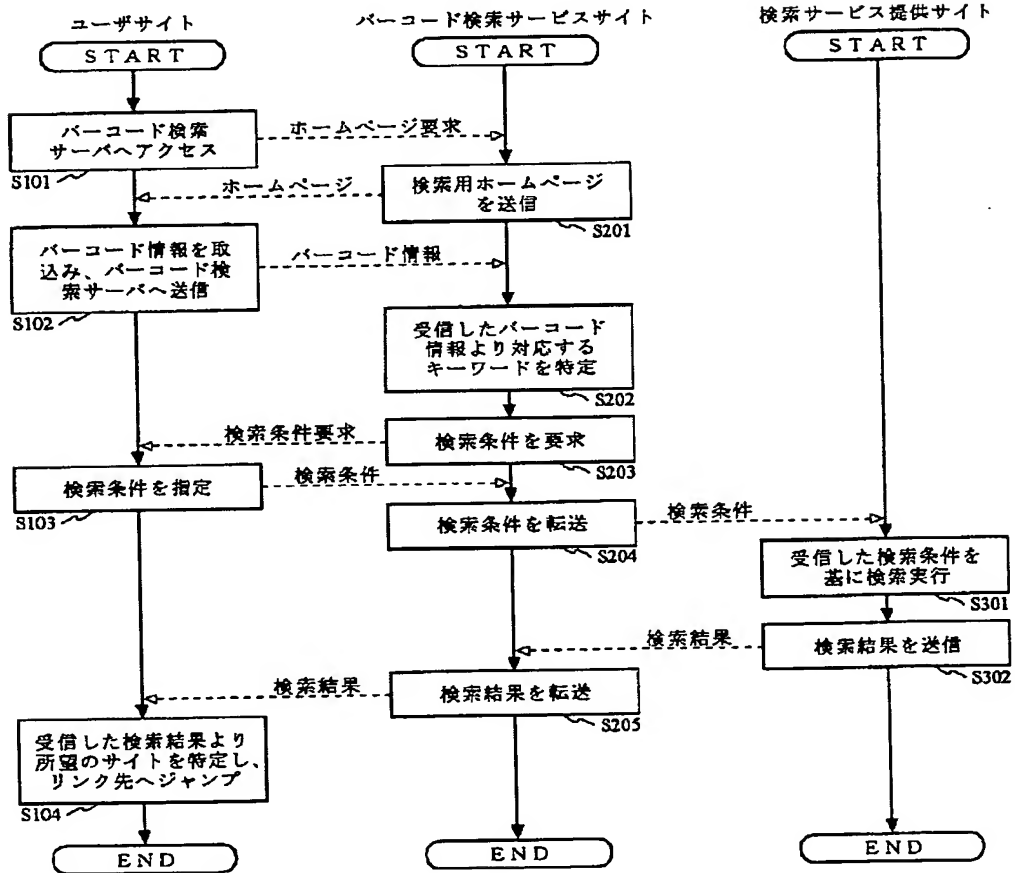 ユーザサイト
バーコード検索サービスサイト
検索サービス提供サイト
START
START
START
バーコード検索
サーバへアクセス
S101
ホームページ要求
検索用ホームページ
を送信
S201
ホームページ
バーコード情報を取
込み、バーコード検
索サーバへ送信
S102
バーコード情報
受信したバーコード
情報より対応する
キーワードを特定
S202
検索条件要求
検索条件を要求
S203
検索条件を指定
S103
検索条件
検索条件を転送
S204
検索条件
受信した検索条件を
基に検索実行
S301
検索結果
検索結果を送信
S302
検索結果
検索結果を転送
S205
受信した検索結果より
所望のサイトを特定し、
リンク先へジャンプ
S104
END
END
END